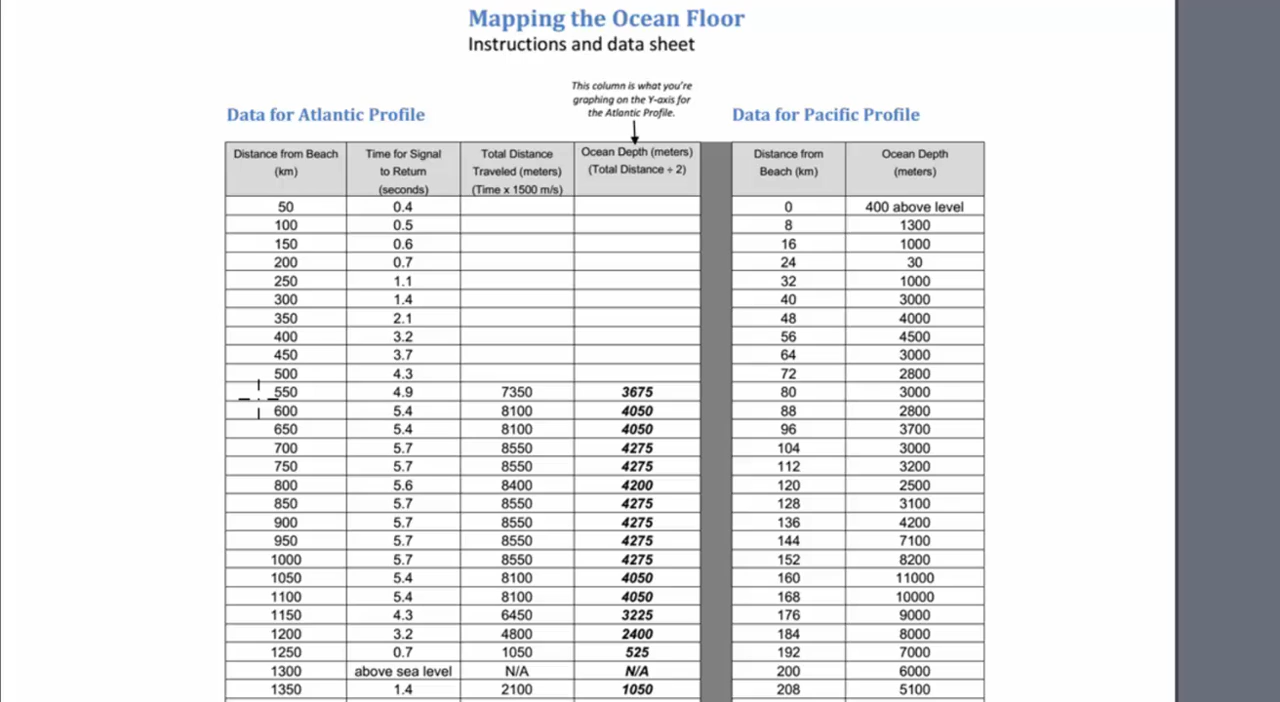 Mapping the Ocean Floor
Instructions and data sheet
This column is what you're
graphing on the Y-axis for
the Atlantic Profile.
Data for Atlantic Profile
Distance from Beach (km) Time for Signal to Return (seconds) Total Distance Traveled (meters) (Time x 1500 m/s) Ocean Depth (meters) (Total Distance ÷ 2)
50 0.4
100 0.5
150 0.6
200 0.7
250 1.1
300 1.4
350 2.1
400 3.2
450 3.7
500 4.3
550 4.9 7350 3675
600 5.4 8100 4050
650 5.4 8100 4050
700 5.7 8550 4275
750 5.7 8550 4275
800 5.6 8400 4200
850 5.7 8550 4275
900 5.7 8550 4275
950 5.7 8550 4275
1000 5.7 8550 4275
1050 5.4 8100 4050
1100 5.4 8100 4050
1150 4.3 6450 3225
1200 3.2 4800 2400
1250 0.7 1050 525
1300 above sea level N/A N/A
1350 1.4 2100 1050
Data for Pacific Profile
Distance from Beach (km) Ocean Depth (meters)
0 400 above level
8 1300
16 1000
24 30
32 1000
40 3000
48 4000
56 4500
64 3000
72 2800
80 3000
88 2800
96 3700
104 3000
112 3200
120 2500
128 3100
136 4200
144 7100
152 8200
160 11000
168 10000
176 9000
184 8000
192 7000
200 6000
208 5100